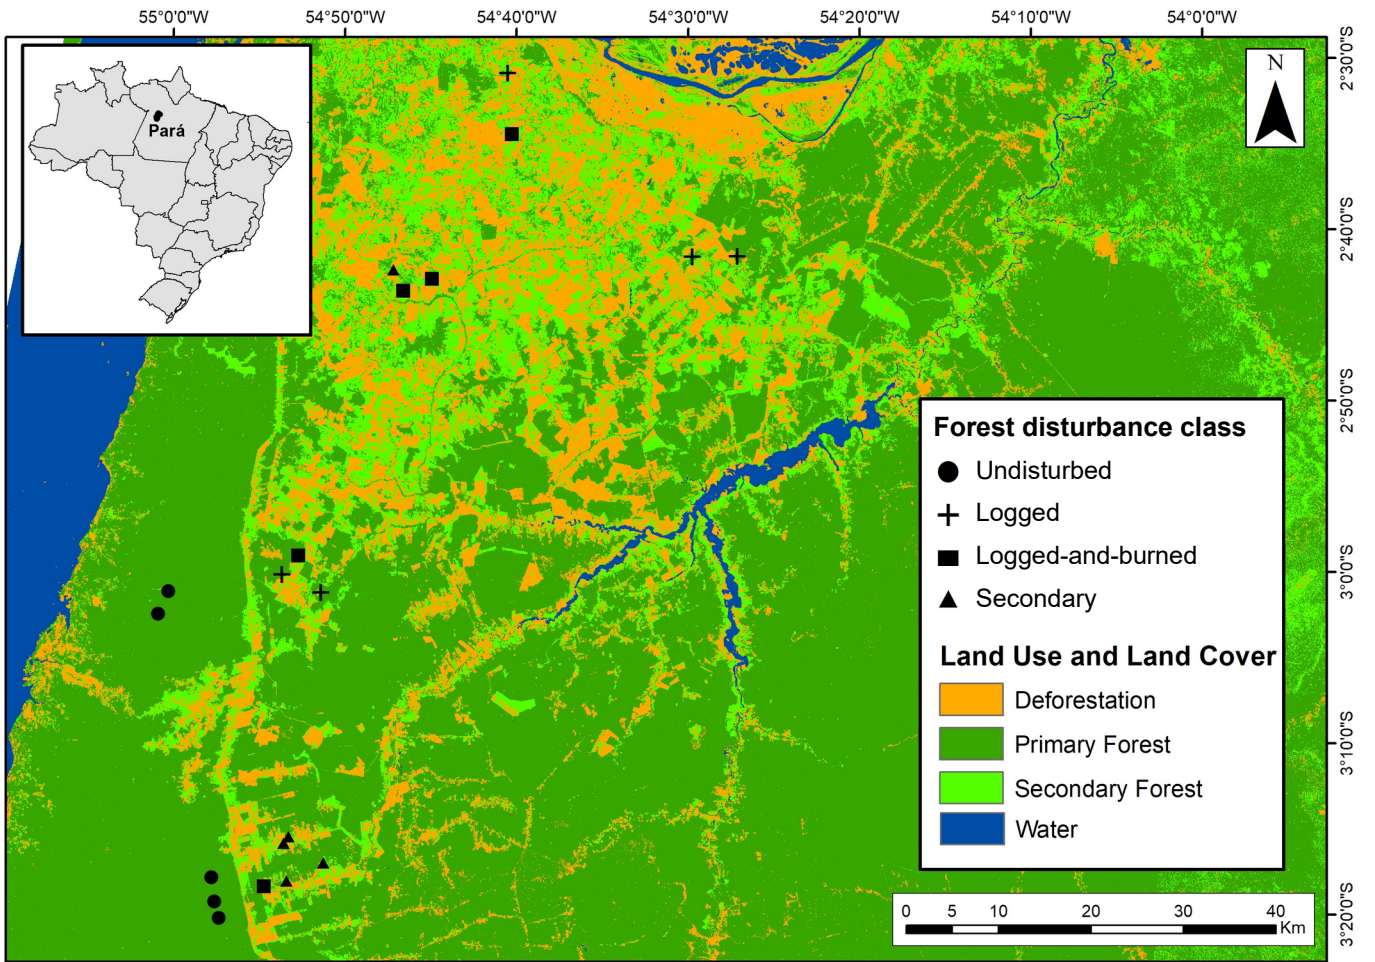 55°0'0"W 54°50'0"W 54°40'0"W 54°30'0"W 54°20'0"W 54°10'0"W 54°0'0"W
Pará
N
2°30'0"S
2°40'0"S
2°50'0"S
3°0'0"S
3°10'0"S
3°20'0"S
Forest disturbance class
Undisturbed
Logged
Logged-and-burned
Secondary
Land Use and Land Cover
Deforestation
Primary Forest
Secondary Forest
Water
0 5 10 20 30 40
Km